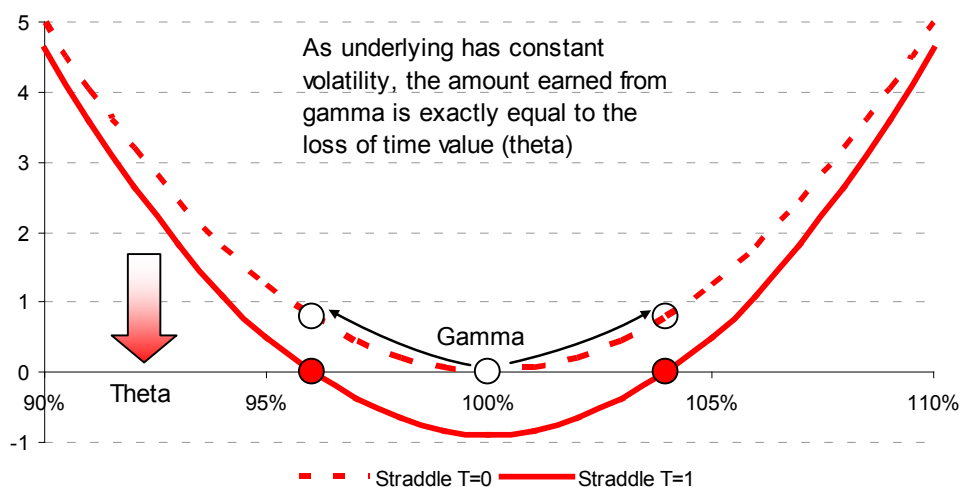 5
4
3
2
1
0
-1
As underlying has constant
volatility, the amount earned from
gamma is exactly equal to the
loss of time value (theta)
Gamma
Theta
90% 95% 100% 105% 110%
Straddle T=0 Straddle T=1